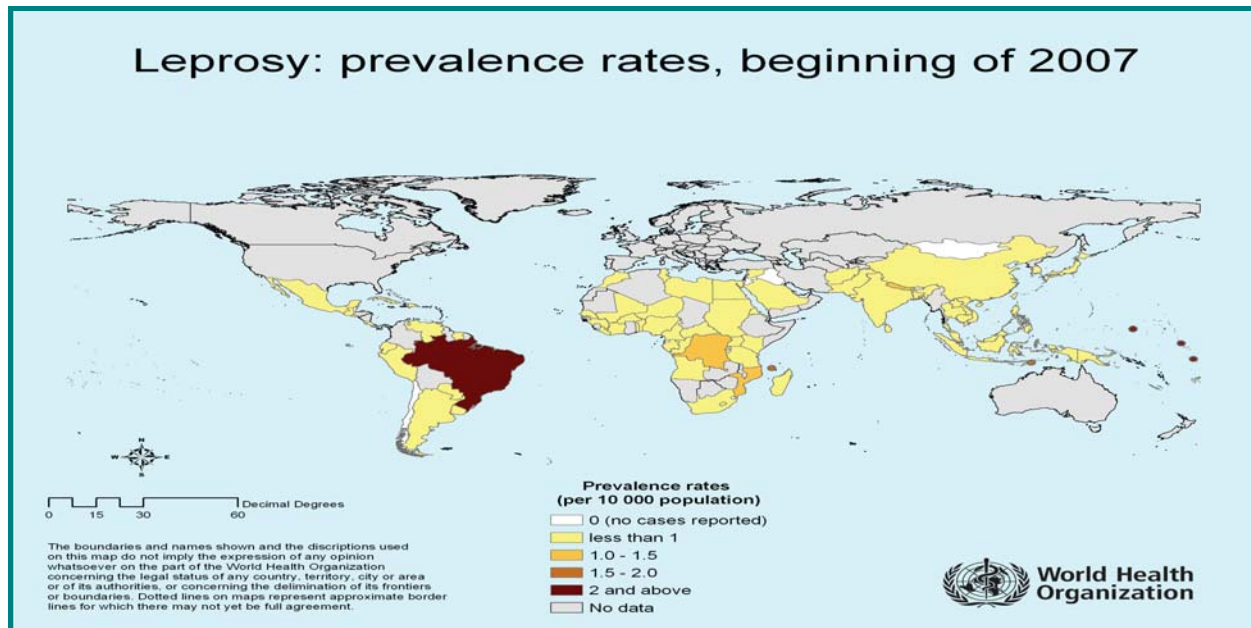 Leprosy: prevalence rates, beginning of 2007
N
W E
S
Decimal Degrees
0 15 30 60
The boundaries and names shown and the discriptions used
on this map do not imply the expression of any opinion
whatsoever on the part of the World Health Organization
concerning the legal status of any country, territory, city or area
or of its authorities, or concerning the delimination of its frontiers
or boundaries. Dotted lines on maps represent approximate border
lines for which there may not yet be full agreement.
Prevalence rates
(per 10 000 population)
0 (no cases reported)
less than 1
1.0 - 1.5
1.5 - 2.0
2 and above
No data
World Health
Organization